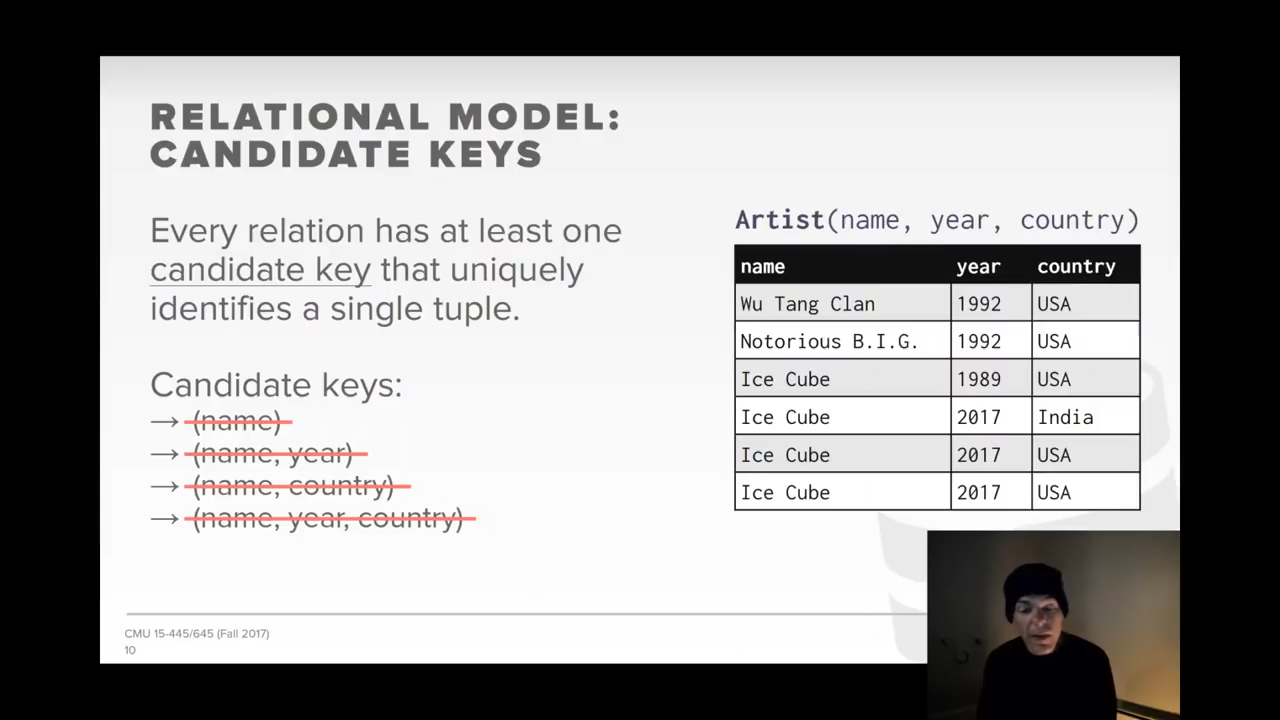 RELATIONAL MODEL:
CANDIDATE KEYS
Every relation has at least one
candidate key that uniquely
identifies a single tuple.
Candidate keys:
→ (name)
→ (name, year)
→ (name, country)
→ (name, year, country)
Artist(name, year, country)
name year country
Wu Tang Clan 1992 USA
Notorious B.I.G. 1992 USA
Ice Cube 1989 USA
Ice Cube 2017 India
Ice Cube 2017 USA
Ice Cube 2017 USA
CMU 15-445/645 (Fall 2017)
10